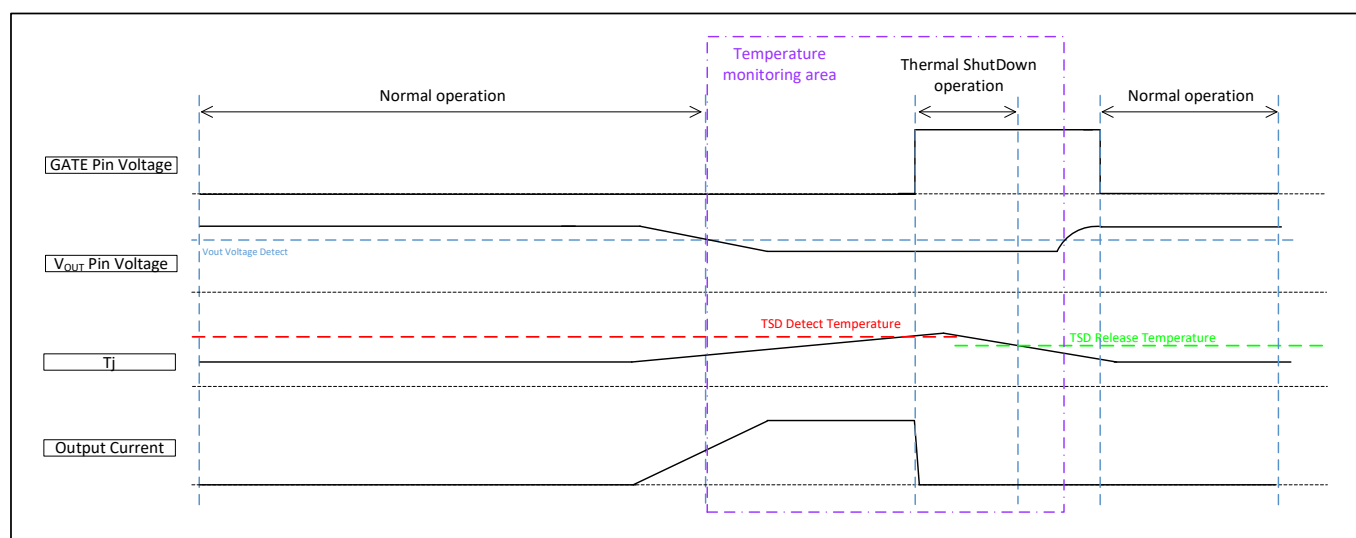 Temperature
monitoring area
Thermal ShutDown
operation
Normal operation
Normal operation
GATE Pin Voltage
Vout Voltage Detect
VOUT Pin Voltage
TSD Detect Temperature
TSD Release Temperature
Tj
Output Current